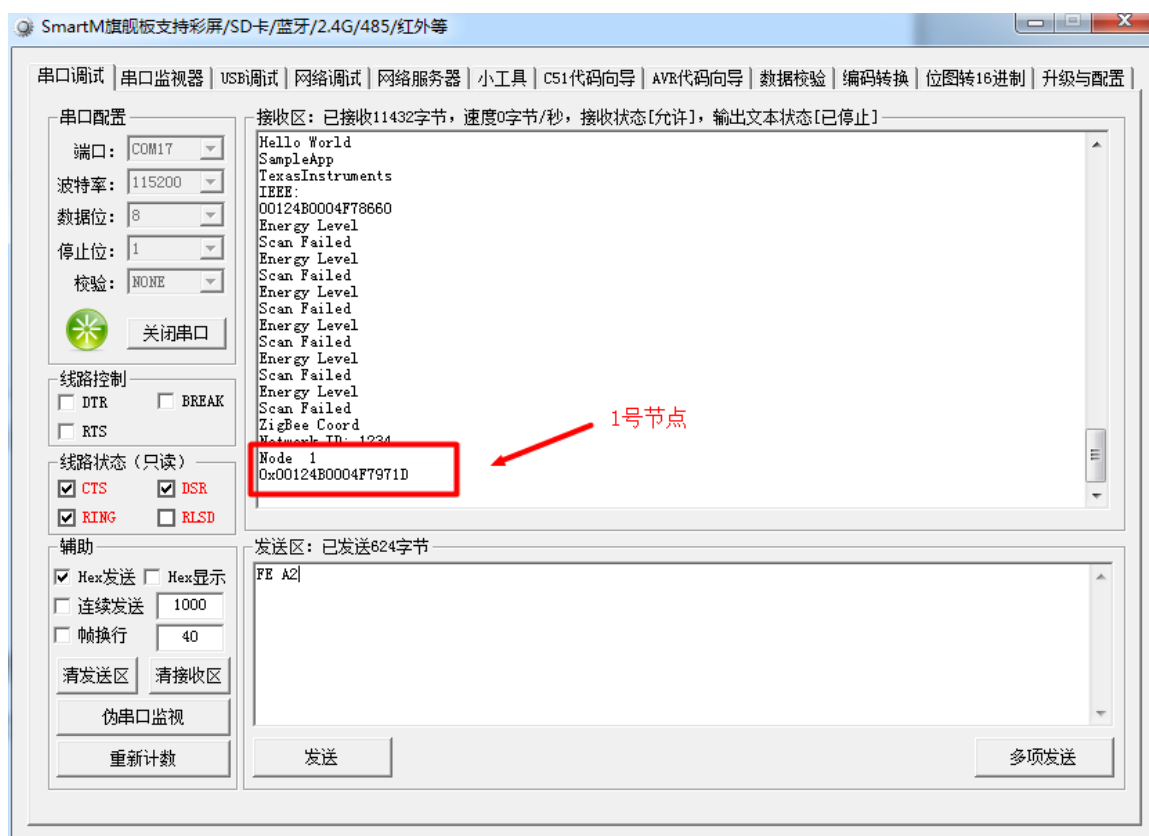 SmartM旗舰板支持彩屏/SD卡/蓝牙/2.4G/485/红外等
串口调试 串口监视器 USB调试 网络调试 网络服务器 小工具 C51代码向导 AVR代码向导 数据校验 编码转换 位图转16进制 升级与配置
串口配置
端口: COM17
波特率: 115200
数据位: 8
停止位: 1
校验: NONE
关闭串口
线路控制
DTR BREAK
RTS
线路状态（只读）
CTS DSR
RING RLSD
辅助
Hex发送 Hex显示
连续发送 1000
帧换行 40
清发送区 清接收区
伪串口监视
重新计数
接收区: 已接收11432字节，速度0字节/秒，接收状态[允许]，输出文本状态[已停止]
Hello World
SampleApp
TexasInstruments
IEEE:
00124B0004F78660
Energy Level
Scan Failed
Energy Level
Scan Failed
Energy Level
Scan Failed
Energy Level
Scan Failed
Energy Level
Scan Failed
Energy Level
Scan Failed
ZigBee Coord
Network ID: 1234
Node 1
0x00124B0004F7971D
1号节点
发送区: 已发送624字节
FE A2
发送 多项发送